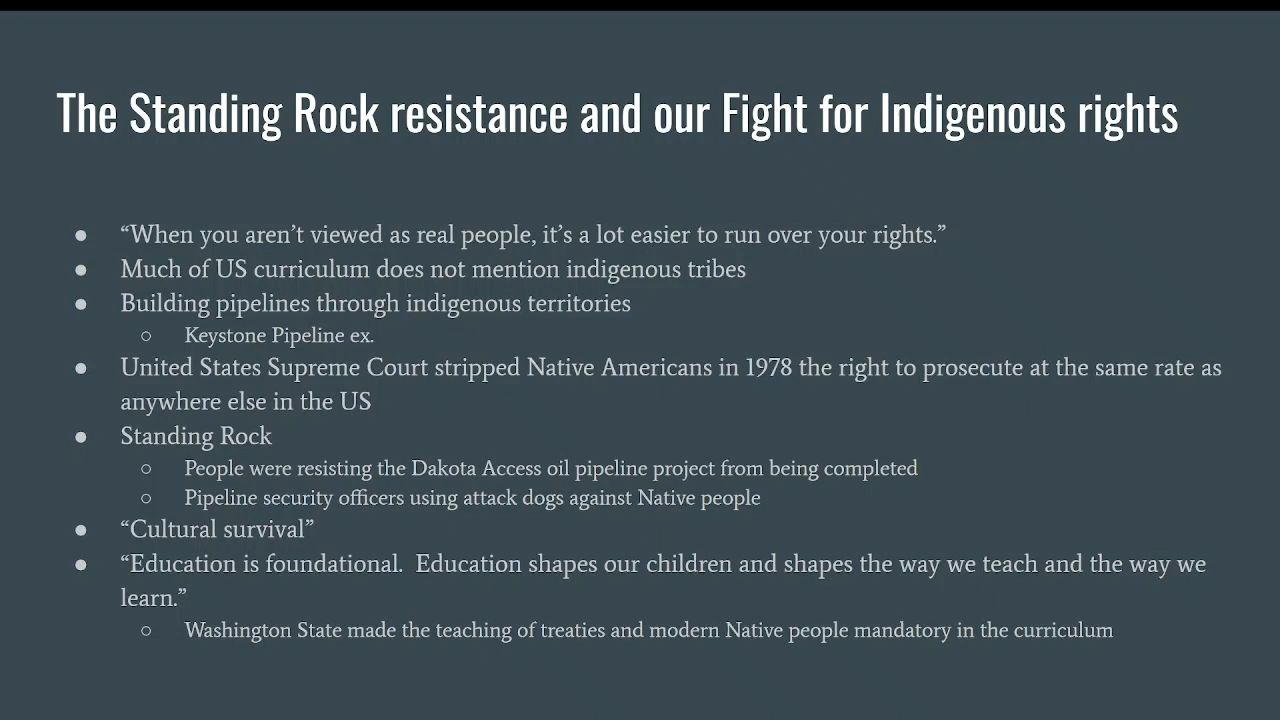 The Standing Rock resistance and our Fight for Indigenous rights
● “When you aren’t viewed as real people, it’s a lot easier to run over your rights.”
● Much of US curriculum does not mention indigenous tribes
● Building pipelines through indigenous territories
○ Keystone Pipeline ex.
● United States Supreme Court stripped Native Americans in 1978 the right to prosecute at the same rate as
anywhere else in the US
● Standing Rock
○ People were resisting the Dakota Access oil pipeline project from being completed
○ Pipeline security officers using attack dogs against Native people
● “Cultural survival”
● “Education is foundational.  Education shapes our children and shapes the way we teach and the way we
learn.”
○ Washington State made the teaching of treaties and modern Native people mandatory in the curriculum